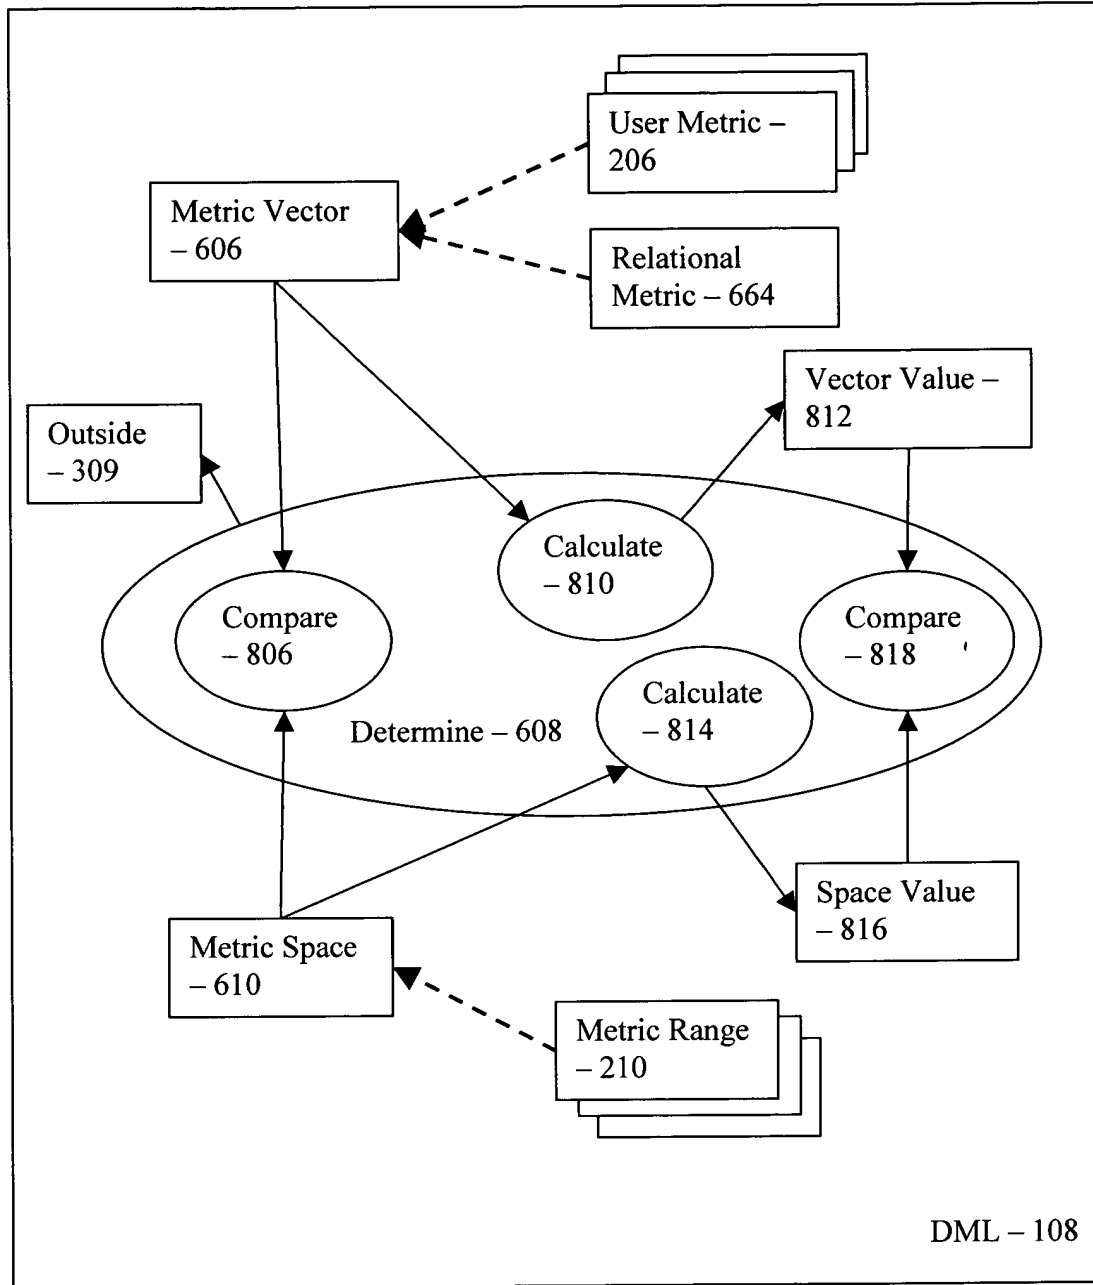 User Metric –
206
Metric Vector
– 606
Relational
Metric – 664
Vector Value –
812
Outside
– 309
Calculate
– 810
Compare
– 806
Compare
– 818
Calculate
– 814
Determine – 608
Space Value
– 816
Metric Space
– 610
Metric Range
– 210
DML – 108